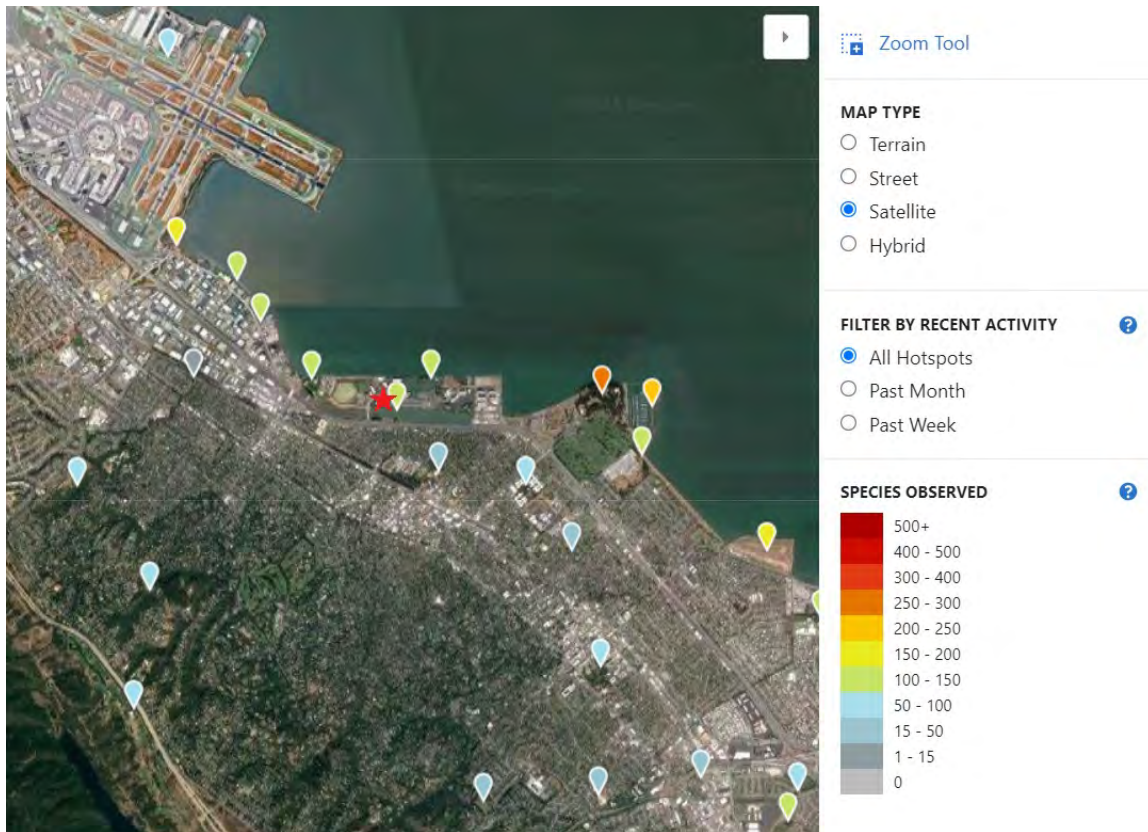 Zoom Tool
MAP TYPE
Terrain
Street
Satellite
Hybrid
FILTER BY RECENT ACTIVITY ?
All Hotspots
Past Month
Past Week
SPECIES OBSERVED ?
500+
400 - 500
300 - 400
250 - 300
200 - 250
150 - 200
100 - 150
50 - 100
15 - 50
1 - 15
0